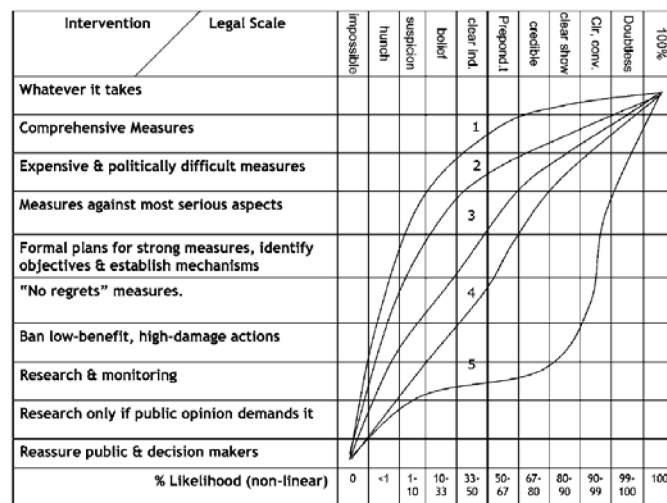 Intervention
Legal Scale
impossible
hunch
suspicion
belief
clear ind.
Prepond.t
credible
clear show
Clr, conv.
Doubtless
100%
Whatever it takes
Comprehensive Measures
1
Expensive & politically difficult measures
2
Measures against most serious aspects
3
Formal plans for strong measures, identify
objectives & establish mechanisms
"No regrets" measures.
4
Ban low-benefit, high-damage actions
Research & monitoring
5
Research only if public opinion demands it
Reassure public & decision makers
% Likelihood (non-linear)
0
<1
1-
10
10-
33
33-
50
50-
67
67-
80
80-
90
90-
99
99-
100
100